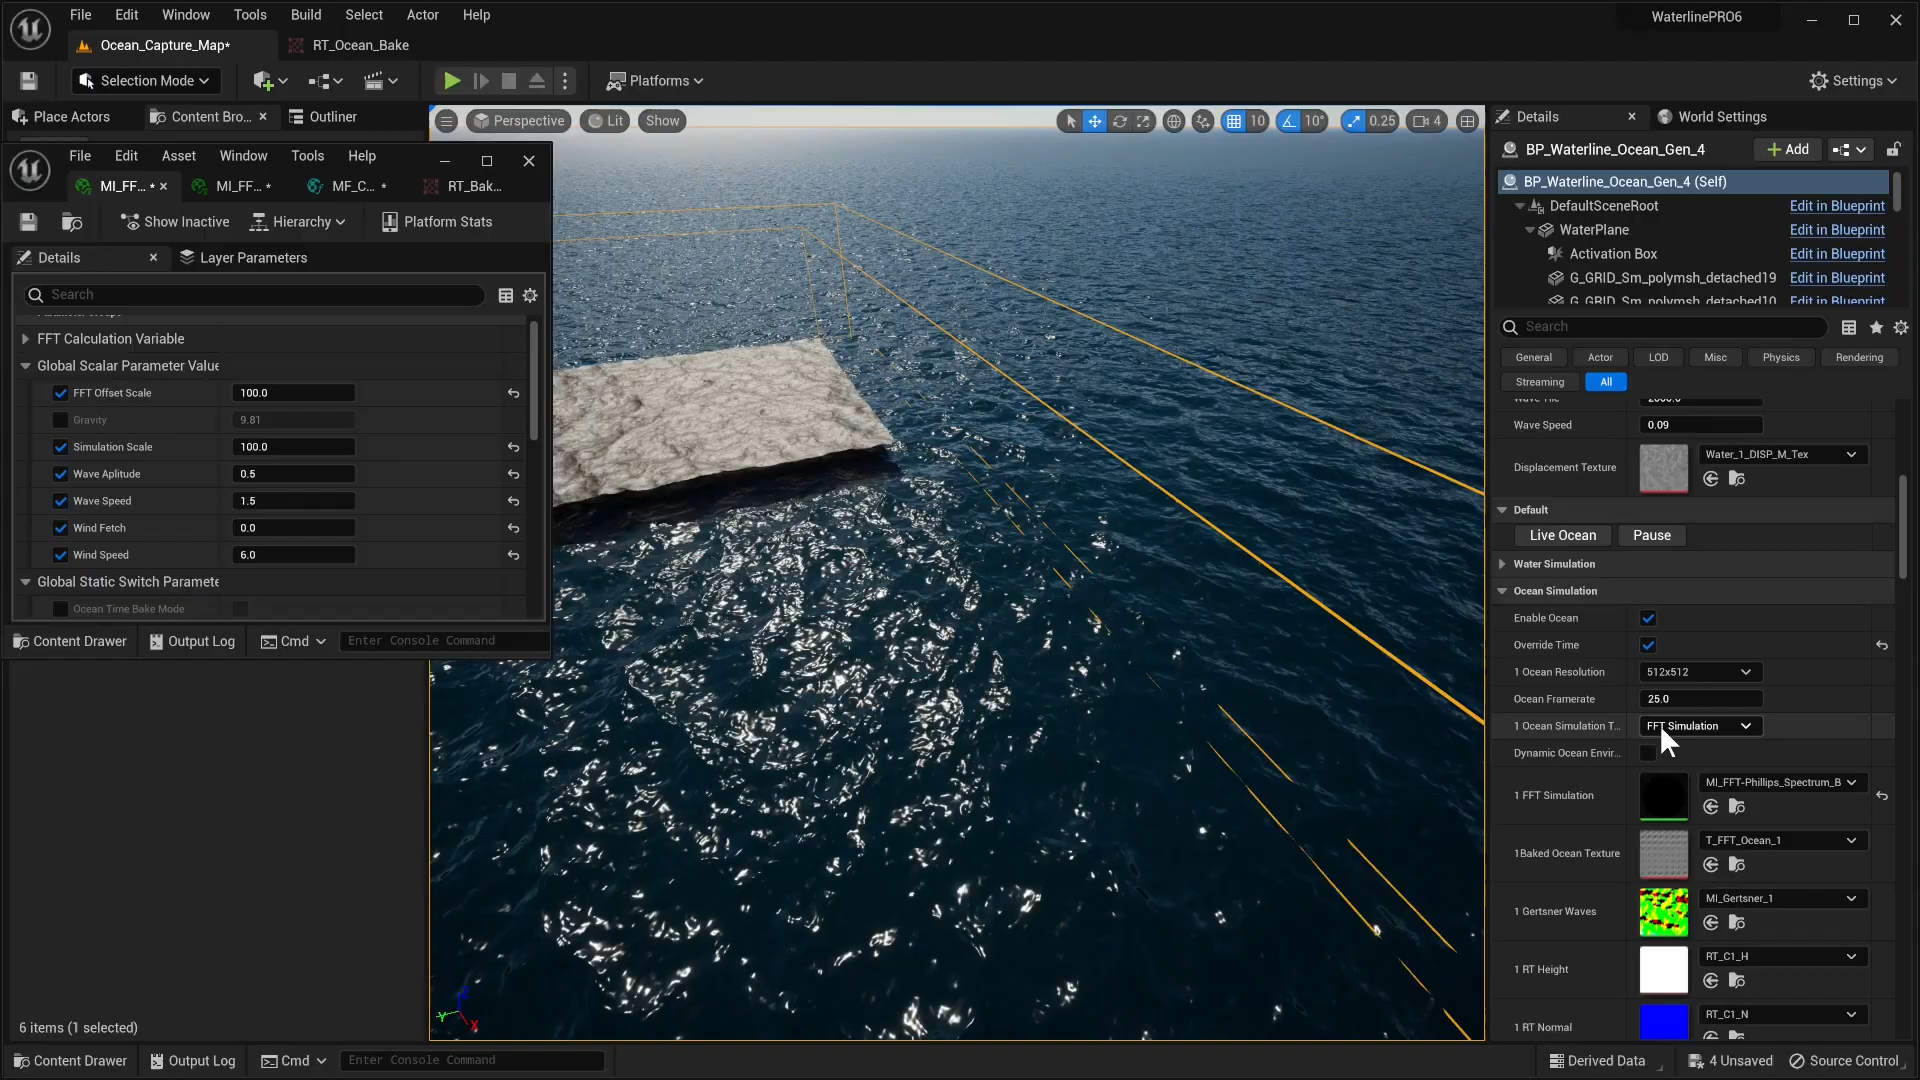 File Edit Window Tools Build Select Actor Help
WaterlinePRO6
Ocean_Capture_Map*
RT_Ocean_Bake
Selection Mode
Platforms
Settings
Place Actors
Content Bro...
Outliner
Perspective
Lit
Show
10
10°
0.25
4
Details
World Settings
File Edit Asset Window Tools Help
MI_FF... *
MI_FF... *
MF_C... *
RT_Bak...
Show Inactive
Hierarchy
Platform Stats
Details
Layer Parameters
Search
FFT Calculation Variable
Global Scalar Parameter Value
FFT Offset Scale 100.0
Gravity 9.81
Simulation Scale 100.0
Wave Aplitude 0.5
Wave Speed 1.5
Wind Fetch 0.0
Wind Speed 6.0
Global Static Switch Paramete
Ocean Time Bake Mode
Content Drawer
Output Log
Cmd
Enter Console Command
6 items (1 selected)
BP_Waterline_Ocean_Gen_4
Add
BP_Waterline_Ocean_Gen_4 (Self)
DefaultSceneRoot Edit in Blueprint
WaterPlane Edit in Blueprint
Activation Box Edit in Blueprint
G_GRID_Sm_polymsh_detached19 Edit in Blueprint
G_GRID_Sm_polymsh_detached10 Edit in Blueprint
Search
General Actor LOD Misc Physics Rendering
Streaming All
Wave Speed 0.09
Displacement Texture Water_1_DISP_M_Tex
Default
Live Ocean Pause
Water Simulation
Ocean Simulation
Enable Ocean
Override Time
1 Ocean Resolution 512x512
Ocean Framerate 25.0
1 Ocean Simulation T... FFT Simulation
Dynamic Ocean Envir...
1 FFT Simulation MI_FFT-Phillips_Spectrum_B
1Baked Ocean Texture T_FFT_Ocean_1
1 Gertsner Waves MI_Gertsner_1
1 RT Height RT_C1_H
1 RT Normal RT_C1_N
Content Drawer
Output Log
Cmd
Enter Console Command
Derived Data
4 Unsaved
Source Control